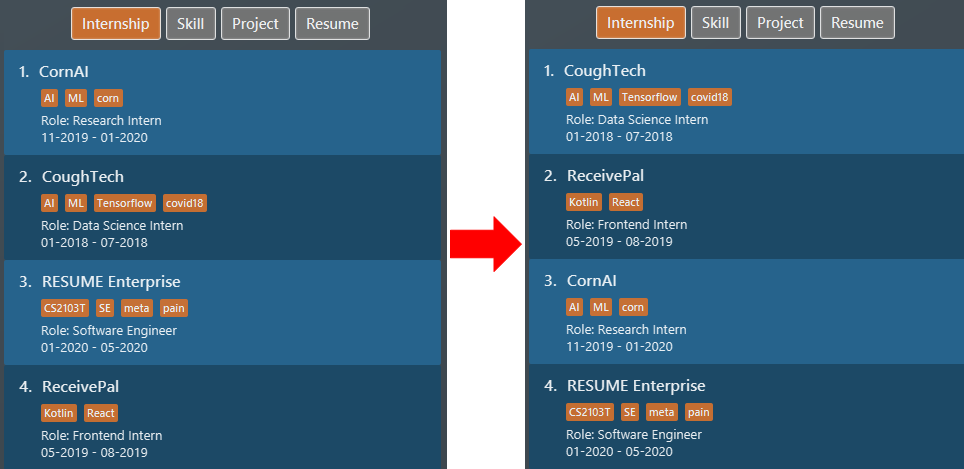 Internship Skill Project Resume
1. CornAI
AI ML corn
Role: Research Intern
11-2019 - 01-2020
2. CoughTech
AI ML Tensorflow covid18
Role: Data Science Intern
01-2018 - 07-2018
3. RESUME Enterprise
CS2103T SE meta pain
Role: Software Engineer
01-2020 - 05-2020
4. ReceivePal
Kotlin React
Role: Frontend Intern
05-2019 - 08-2019
Internship Skill Project Resume
1. CoughTech
AI ML Tensorflow covid18
Role: Data Science Intern
01-2018 - 07-2018
2. ReceivePal
Kotlin React
Role: Frontend Intern
05-2019 - 08-2019
3. CornAI
AI ML corn
Role: Research Intern
11-2019 - 01-2020
4. RESUME Enterprise
CS2103T SE meta pain
Role: Software Engineer
01-2020 - 05-2020